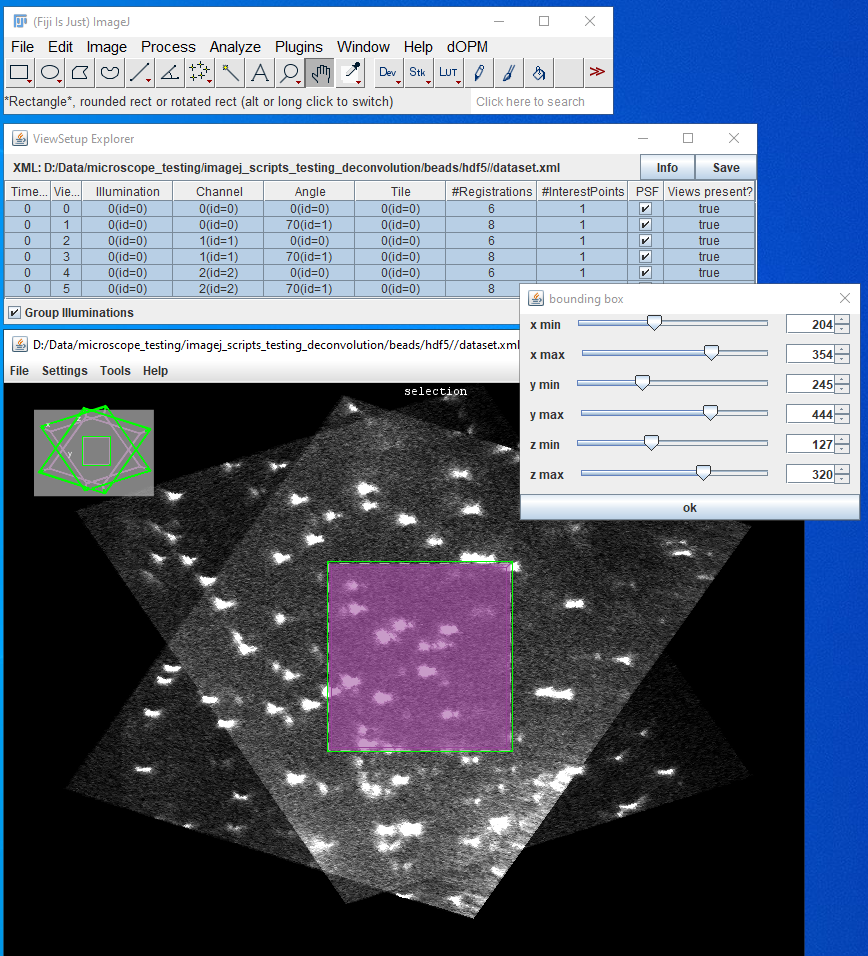 (Fiji Is Just) ImageJ
File Edit Image Process Analyze Plugins Window Help dOPM
Dev Stk LUT
*Rectangle*, rounded rect or rotated rect (alt or long click to switch) Click here to search
ViewSetup Explorer
XML: D:/Data/microscope_testing/imagej_scripts_testing_deconvolution/beads/hdf5//dataset.xml Info Save
Time... Vie... Illumination Channel Angle Tile #Registrations #InterestPoints PSF Views present?
0 0 0(id=0) 0(id=0) 0(id=0) 0(id=0) 6 1 true
0 1 0(id=0) 0(id=0) 70(id=1) 0(id=0) 8 1 true
0 2 0(id=0) 1(id=1) 0(id=0) 0(id=0) 6 1 true
0 3 0(id=0) 1(id=1) 70(id=1) 0(id=0) 8 1 true
0 4 0(id=0) 2(id=2) 0(id=0) 0(id=0) 6 1 true
0 5 0(id=0) 2(id=2) 70(id=1) 0(id=0) 8
Group Illuminations
bounding box
x min 204
x max 354
y min 245
y max 444
z min 127
z max 320
ok
D:/Data/microscope_testing/imagej_scripts_testing_deconvolution/beads/hdf5//dataset.xml
File Settings Tools Help
selection
y